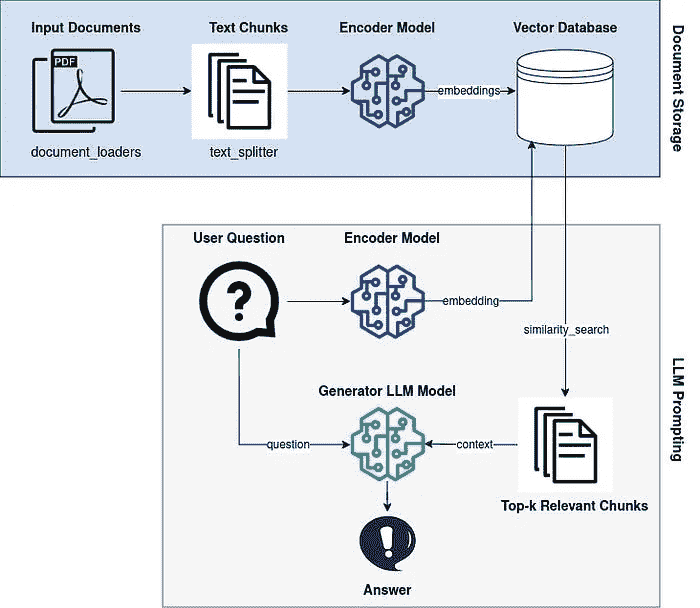 Input Documents
Text Chunks
Encoder Model
Vector Database
PDF
embeddings
document_loaders
text_splitter
Document Storage
User Question
Encoder Model
?
embedding
similarity_search
Generator LLM Model
question
context
Top-k Relevant Chunks
!
Answer
LLM Prompting